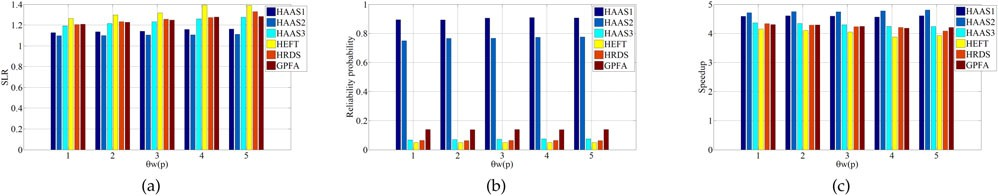 1.4
1.2
1
0.8
0.6
0.4
0.2
0
SLR
1 2 3 4 5
θw(p)
HAAS1
HAAS2
HAAS3
HEFT
HRDS
GPFA
(a)
1
0.8
0.6
0.4
0.2
0
Reliability probability
1 2 3 4 5
θw(p)
HAAS1
HAAS2
HAAS3
HEFT
HRDS
GPFA
(b)
5
4
3
2
1
0
Speedup
1 2 3 4 5
θw(p)
HAAS1
HAAS2
HAAS3
HEFT
HRDS
GPFA
(c)